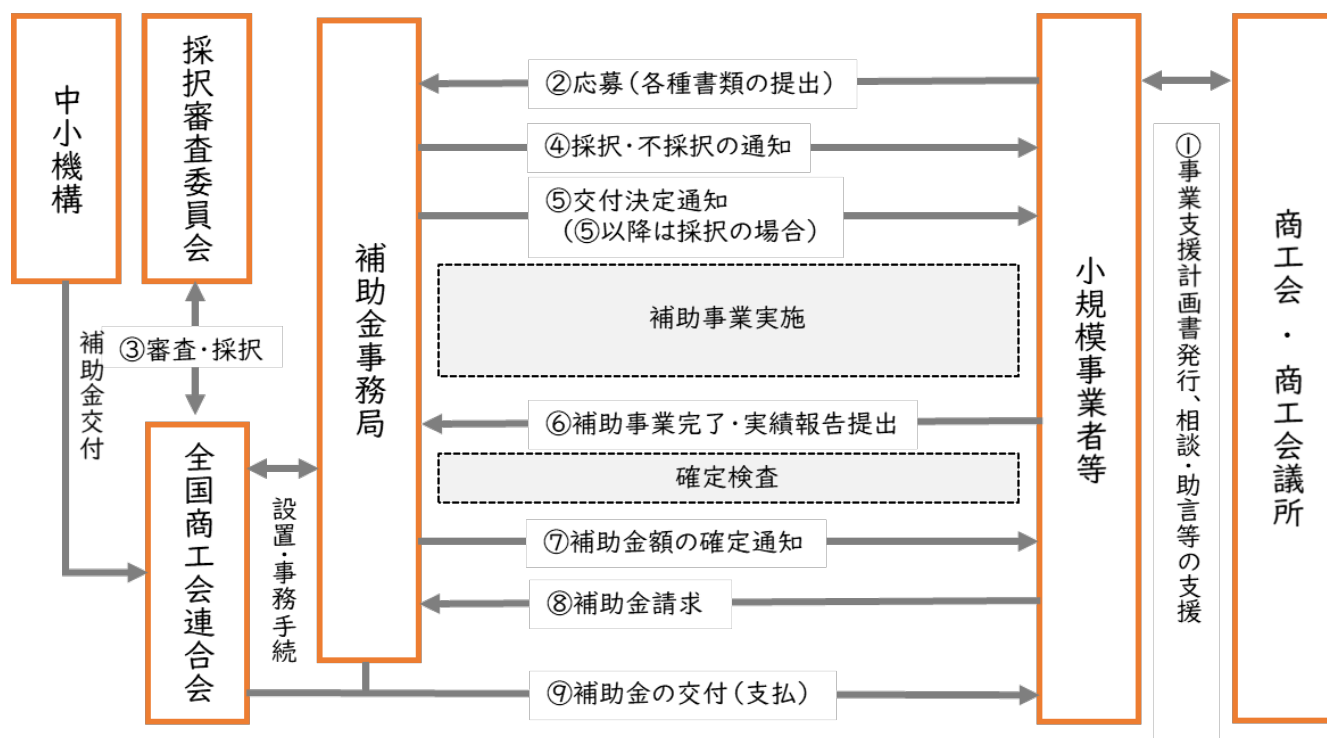 中小機構
採択審査委員会
補助金事務局
小規模事業者等
商工会・商工会議所
全国商工会連合会
補助金交付
設置・事務手続
①事業支援計画書発行、相談・助言等の支援
②応募(各種書類の提出)
③審査・採択
④採択・不採択の通知
⑤交付決定通知
(⑤以降は採択の場合)
補助事業実施
⑥補助事業完了・実績報告提出
確定検査
⑦補助金額の確定通知
⑧補助金請求
⑨補助金の交付(支払)